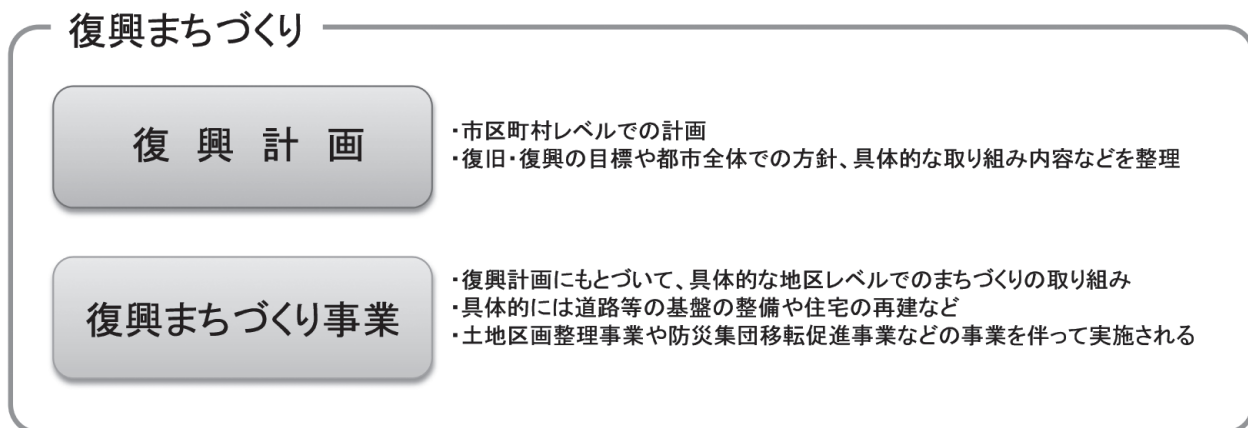 復興まちづくり
復興計画
・市区町村レベルでの計画
・復旧・復興の目標や都市全体での方針、具体的な取り組み内容などを整理
復興まちづくり事業
・復興計画にもとづいて、具体的な地区レベルでのまちづくりの取り組み
・具体的には道路等の基盤の整備や住宅の再建など
・土地区画整理事業や防災集団移転促進事業などの事業を伴って実施される